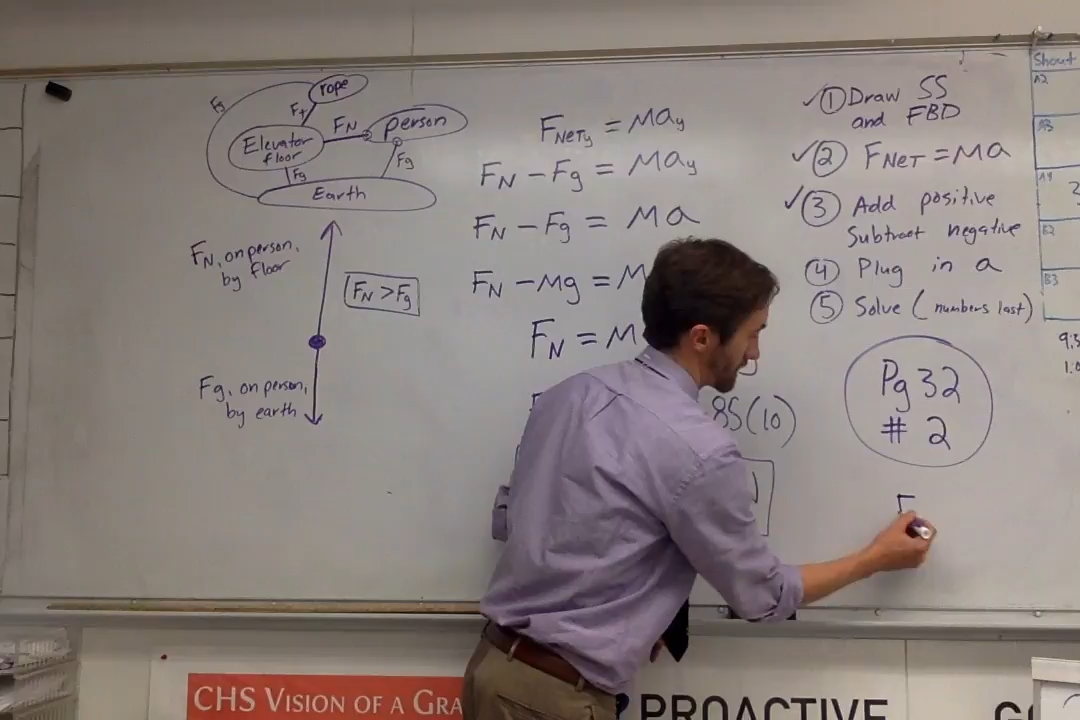 rope
Ft
Fg
FN
person
Elevator
floor
Fg
Fg
Earth
FN, on person,
by floor
FN > Fg
Fg, on person,
by earth
FNETy = May
FN - Fg = May
FN - Fg = Ma
FN - Mg = M
FN = M
85(10)
✓ ① Draw SS
and FBD
✓ ② FNET = Ma
✓ ③ Add positive
Subtract negative
④ Plug in a
⑤ Solve (numbers last)
Pg 32
# 2
F
Shout
A2
A3
A4
B2
B3
CHS VISION OF A GRA
PROACTIVE